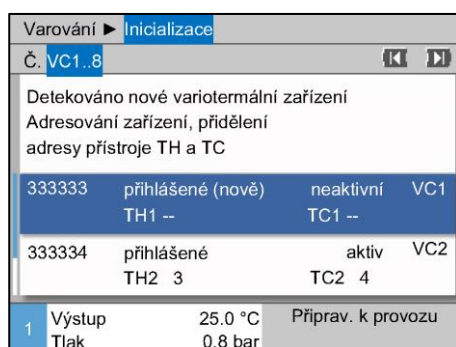 Varování ► Inicializace
Č. VC1..8
Detekováno nové variotermální zařízení
Adresování zařízení, přidělení
adresy přístroje TH a TC
333333 přihlášené (nově) neaktivní VC1
TH1 -- TC1 --
333334 přihlášené aktiv VC2
TH2 3 TC2 4
1 Výstup 25.0 °C Připrav. k provozu
Tlak 0.8 bar